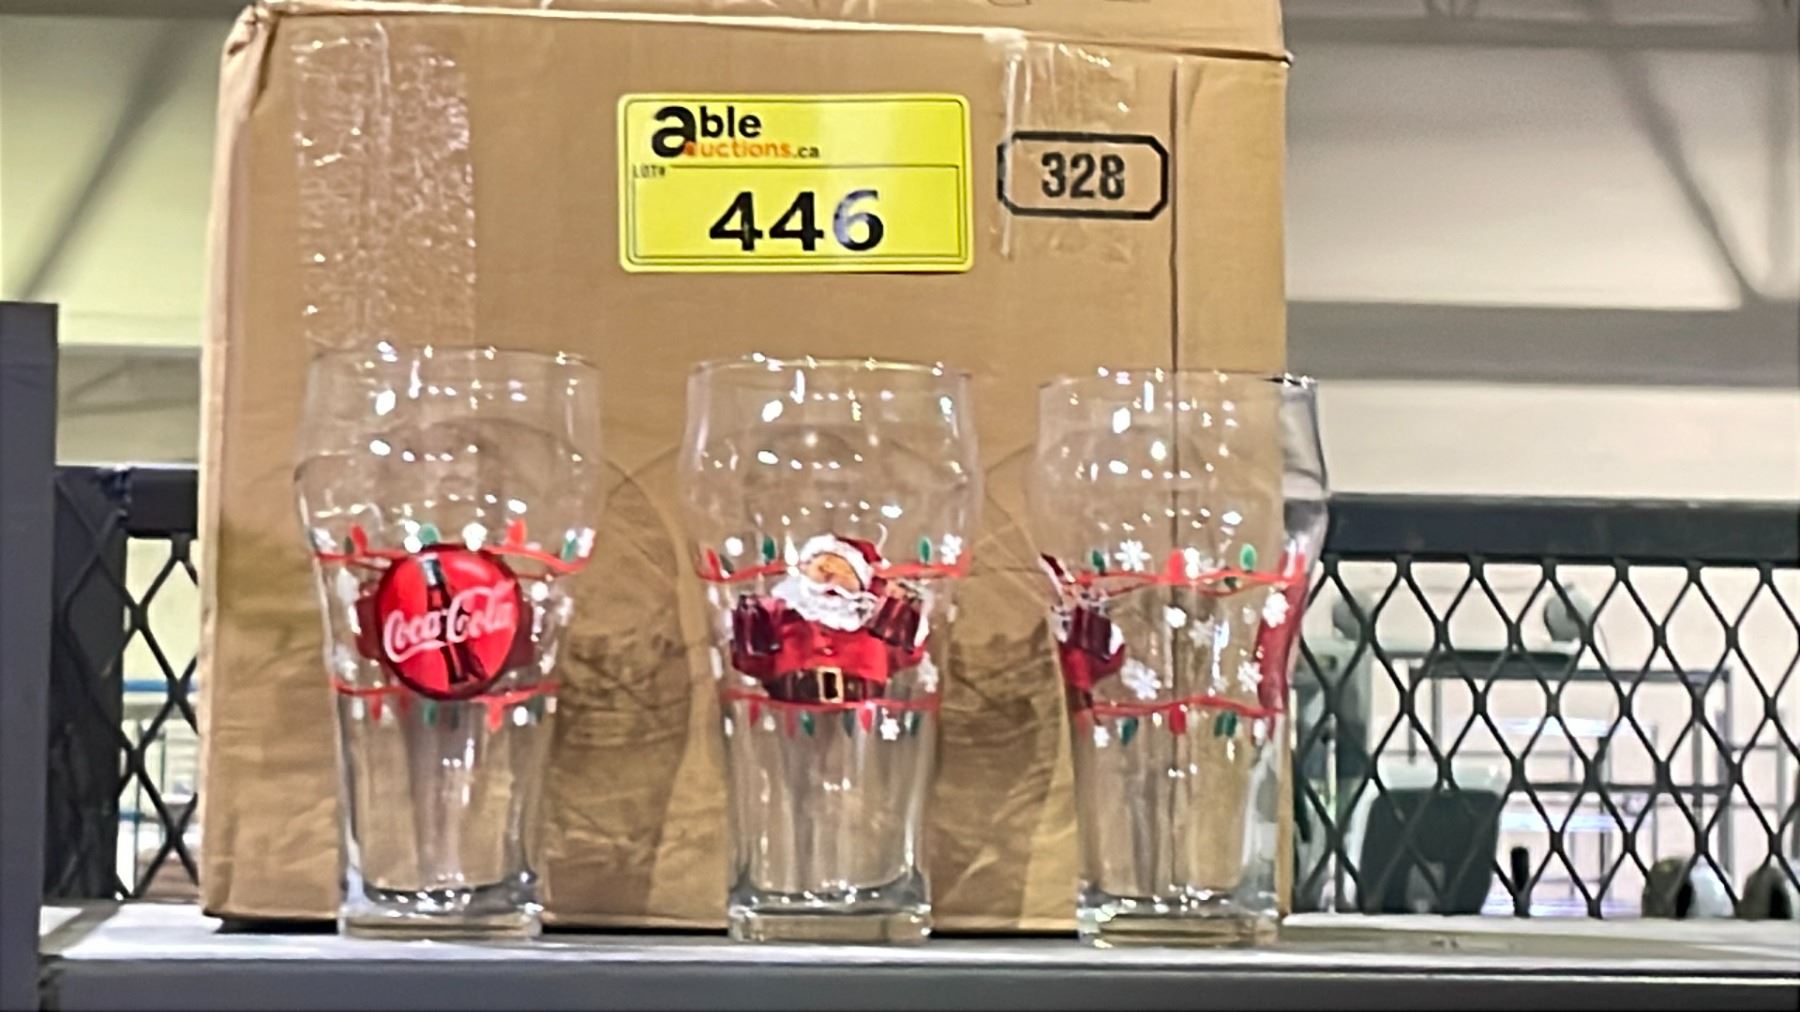 able
auctions.ca
LOT#
446
328
Coca-Cola